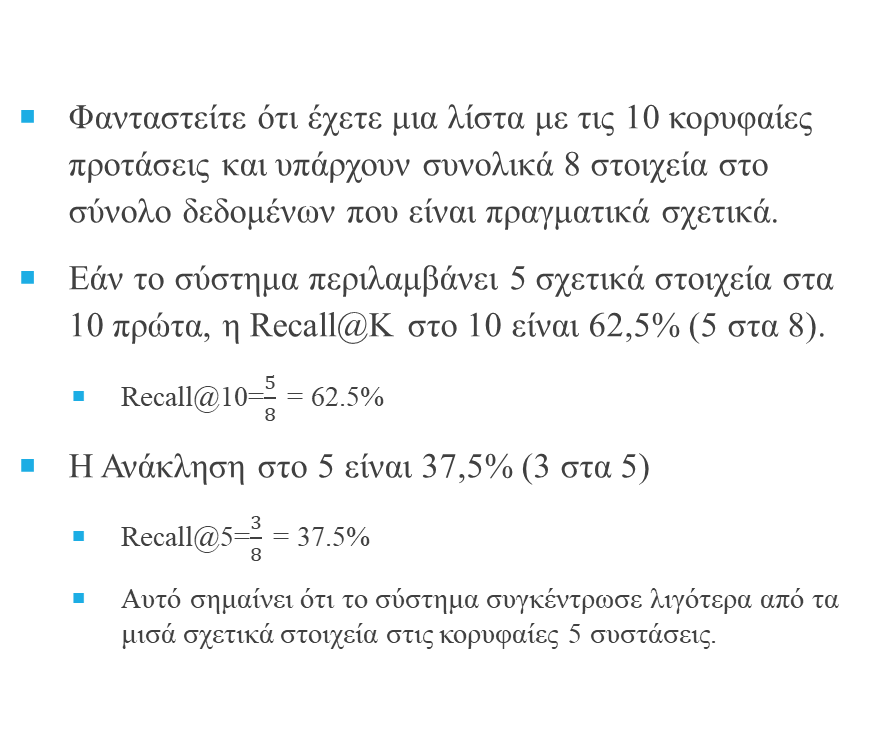 Φανταστείτε ότι έχετε μια λίστα με τις 10 κορυφαίες
προτάσεις και υπάρχουν συνολικά 8 στοιχεία στο
σύνολο δεδομένων που είναι πραγματικά σχετικά.
Εάν το σύστημα περιλαμβάνει 5 σχετικά στοιχεία στα
10 πρώτα, η Recall@K στο 10 είναι 62,5% (5 στα 8).
Recall@10=5/8 = 62.5%
Η Ανάκληση στο 5 είναι 37,5% (3 στα 5)
Recall@5=3/8 = 37.5%
Αυτό σημαίνει ότι το σύστημα συγκέντρωσε λιγότερα από τα
μισά σχετικά στοιχεία στις κορυφαίες 5 συστάσεις.